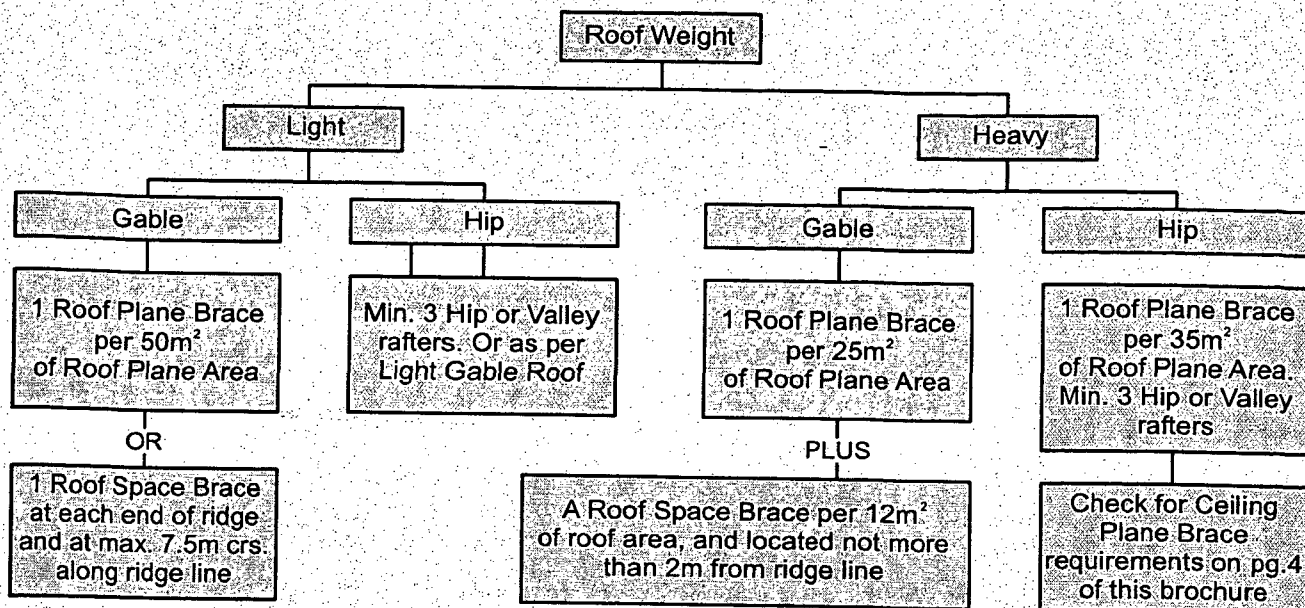 Roof Weight
Light
Heavy
Gable
Hip
Gable
Hip
1 Roof Plane Brace
per 50m²
of Roof Plane Area
Min. 3 Hip or Valley
rafters. Or as per
Light Gable Roof
1 Roof Plane Brace
per 25m²
of Roof Plane Area
1 Roof Plane Brace
per 35m²
of Roof Plane Area.
Min. 3 Hip or Valley
rafters
OR
PLUS
1 Roof Space Brace
at each end of ridge
and at max. 7.5m crs.
along ridge line
A Roof Space Brace per 12m²
of roof area, and located not more
than 2m from ridge line
Check for Ceiling
Plane Brace
requirements on pg.4
of this brochure